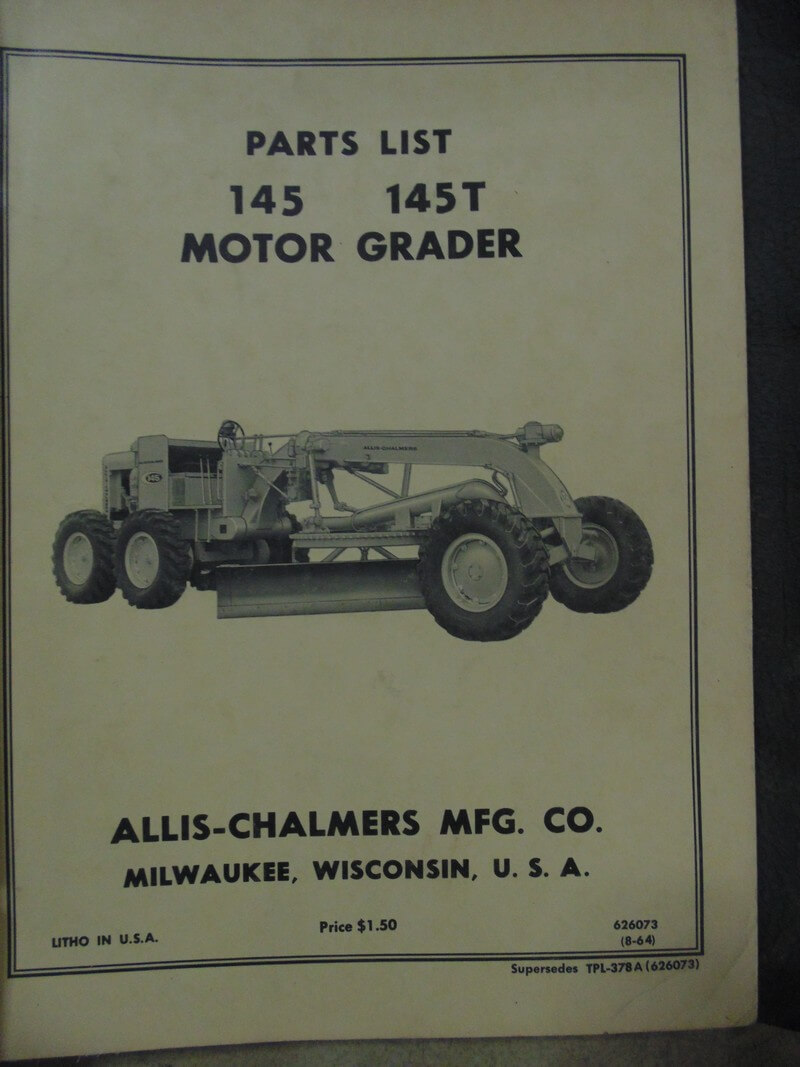 PARTS LIST
145 145T
MOTOR GRADER
ALLIS-CHALMERS
145
ALLIS-CHALMERS MFG. CO.
MILWAUKEE, WISCONSIN, U. S. A.
Price $1.50
LITHO IN U.S.A.
626073
(8-64)
Supersedes TPL-378A (626073)